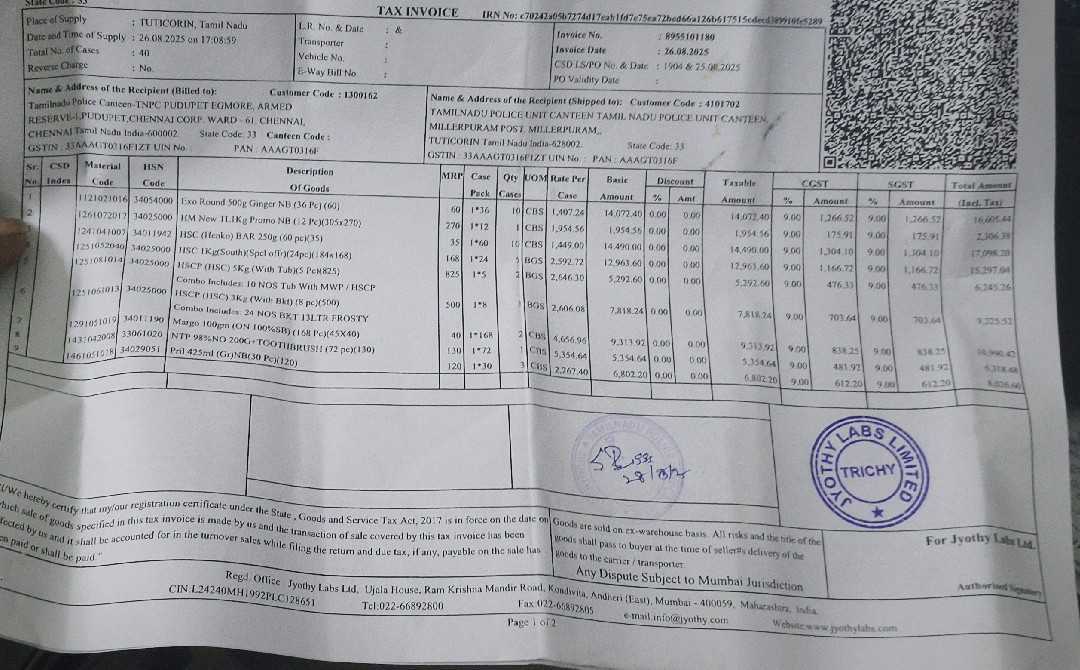 State Code: 33
TAX INVOICE
IRN No:
Place of Supply : TUTICORIN, Tamil Nadu
Date and Time of Supply : 26.08.2025 on 17:08:59
Total No. of Cases : 40
Reverse Charge : No.
L.R. No. & Date : &
Transporter :
Vehicle No. :
E-Way Bill No :
Invoice No. : 8955101180
Invoice Date : 26.08.2025
CSD LS/PO No. & Date : 1904 & 25.08.2025
PO Validity Date :
Name & Address of the Recipient (Billed to): Customer Code : 1300162
Tamilnadu Police Canteen-TNPC PUDUPET EGMORE, ARMED
RESERVE-1,PUDUPET,CHENNAI CORP. WARD - 61, CHENNAI,
CHENNAI Tamil Nadu India-600002. State Code: 33 Canteen Code :
GSTIN : 33AAAGT0316F1ZT UIN No PAN : AAAGT0316F
Name & Address of the Recipient (Shipped to): Customer Code : 4101702
TAMILNADU POLICE UNIT CANTEEN TAMIL NADU POLICE UNIT CANTEEN,
MILLERPURAM POST, MILLERPURAM,,
TUTICORIN Tamil Nadu India-628002. State Code: 33
GSTIN : 33AAAGT0316F1ZT UIN No : PAN : AAAGT0316F
Sr. No. CSD Index Material Code HSN Code Description Of Goods MRP Case Pack Qty Cases UOM Rate Per Case Basic Amount Discount % Amt Taxable Amount CGST % Amount SGST % Amount Total Amount (Incl. Tax)
1 1121021016 34054000 Exo Round 500g Ginger NB (36 Pc)(60) 60 1*36 10 CBS 1,407.24 14,072.40 0.00 0.00 14,072.40 9.00 1,266.52 9.00 1,266.52 16,605.44
2 1261072017 34025000 HM New 1L1Kg Promo NB (12 Pc)(305x270) 270 1*12 1 CBS 1,954.56 1,954.56 0.00 0.00 1,954.56 9.00 175.91 9.00 175.91 2,306.38
1241041007 34011942 HSC (Henko) BAR 250g (60 pc)(35) 35 1*60 10 CBS 1,449.00 14,490.00 0.00 0.00 14,490.00 9.00 1,304.10 9.00 1,304.10 17,098.20
1251052040 34025000 HSC 1Kg(South)(Spcl offr)(24pc)(184x168) 168 1*24 5 BGS 2,592.72 12,963.60 0.00 0.00 12,963.60 9.00 1,166.72 9.00 1,166.72 15,297.04
1251081014 34025000 HSCP (HSC) 5Kg (With Tub)(5 Pc)(825) 825 1*5 2 BGS 2,646.30 5,292.60 0.00 0.00 5,292.60 9.00 476.33 9.00 476.33 6,245.26
Combo Includes: 10 NOS Tub With MWP / HSCP
6 1251061013 34025000 HSCP (HSC) 3Kg (With Bkt) (8 pc)(500) 500 1*8 3 BGS 2,606.08 7,818.24 0.00 0.00 7,818.24 9.00 703.64 9.00 703.64 9,225.52
Combo Includes: 24 NOS BKT 13LTR FROSTY
7 1291051019 34011190 Margo 100gm (ON 100%SB) (168 Pc)(45X40) 40 1*168 2 CBS 4,656.96 9,313.92 0.00 0.00 9,313.92 9.00 838.25 9.00 838.25 10,990.42
8 1431042008 33061020 NTP 98%NO 200G+TOOTHBRUSH (72 pc)(130) 130 1*72 1 CBS 5,354.64 5,354.64 0.00 0.00 5,354.64 9.00 481.92 9.00 481.92 6,318.48
9 1461051028 34029051 Pril 425ml (Gr)NB(30 Pc)(120) 120 1*30 3 CBS 2,267.40 6,802.20 0.00 0.00 6,802.20 9.00 612.20 9.00 612.20 8,026.60
28/8/25
JYOTHY LABS LIMITED
TRICHY
I/We hereby certify that my/our registration certificate under the State , Goods and Service Tax Act, 2017 is in force on the date on
which sale of goods specified in this tax invoice is made by us and the transaction of sale covered by this tax invoice has been
effected by us and it shall be accounted for in the turnover sales while filing the return and due tax, if any, payable on the sale has
been paid or shall be paid."
Goods are sold on ex-warehouse basis. All risks and the title of the
goods shall pass to buyer at the time of seller#s delivery of the
goods to the carrier / transporter.
Any Dispute Subject to Mumbai Jurisdiction
For Jyothy Labs Ltd.
Authorised Signatory
Regd. Office Jyothy Labs Ltd, Ujala House, Ram Krishna Mandir Road, Kondivita, Andheri (East), Mumbai - 400059, Maharashtra, India.
CIN:L24240MH1992PLC128651 Tel:022-66892800 Fax:022-66892805 e-mail:info@jyothy.com Website:www.jyothylabs.com
Page 1 of 2